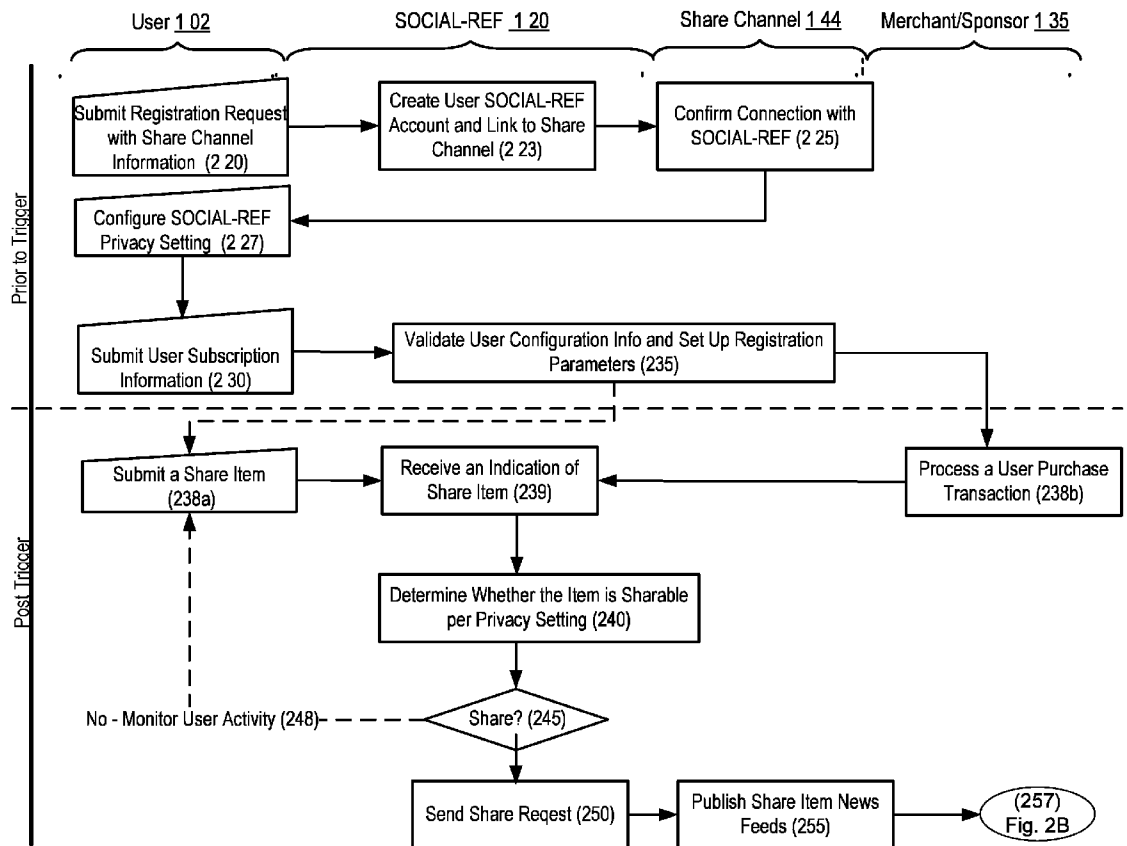 User 1 02
SOCIAL-REF 1 20
Share Channel 1 44
Merchant/Sponsor 1 35
Prior to Trigger
Submit Registration Request
with Share Channel
Information (2 20)
Create User SOCIAL-REF
Account and Link to Share
Channel (2 23)
Confirm Connection with
SOCIAL-REF (2 25)
Configure SOCIAL-REF
Privacy Setting (2 27)
Submit User Subscription
Information (2 30)
Validate User Configuration Info and Set Up Registration
Parameters (235)
Post Triccer
Submit a Share Item
(238a)
Receive an Indication of
Share Item (239)
Process a User Purchase
Transaction (238b)
Determine Whether the Item is Sharable
per Privacy Setting (240)
No - Monitor User Activity (248)
Share? (245)
Send Share Reqest (250)
Publish Share Item News
Feeds (255)
(257)
Fig. 2B